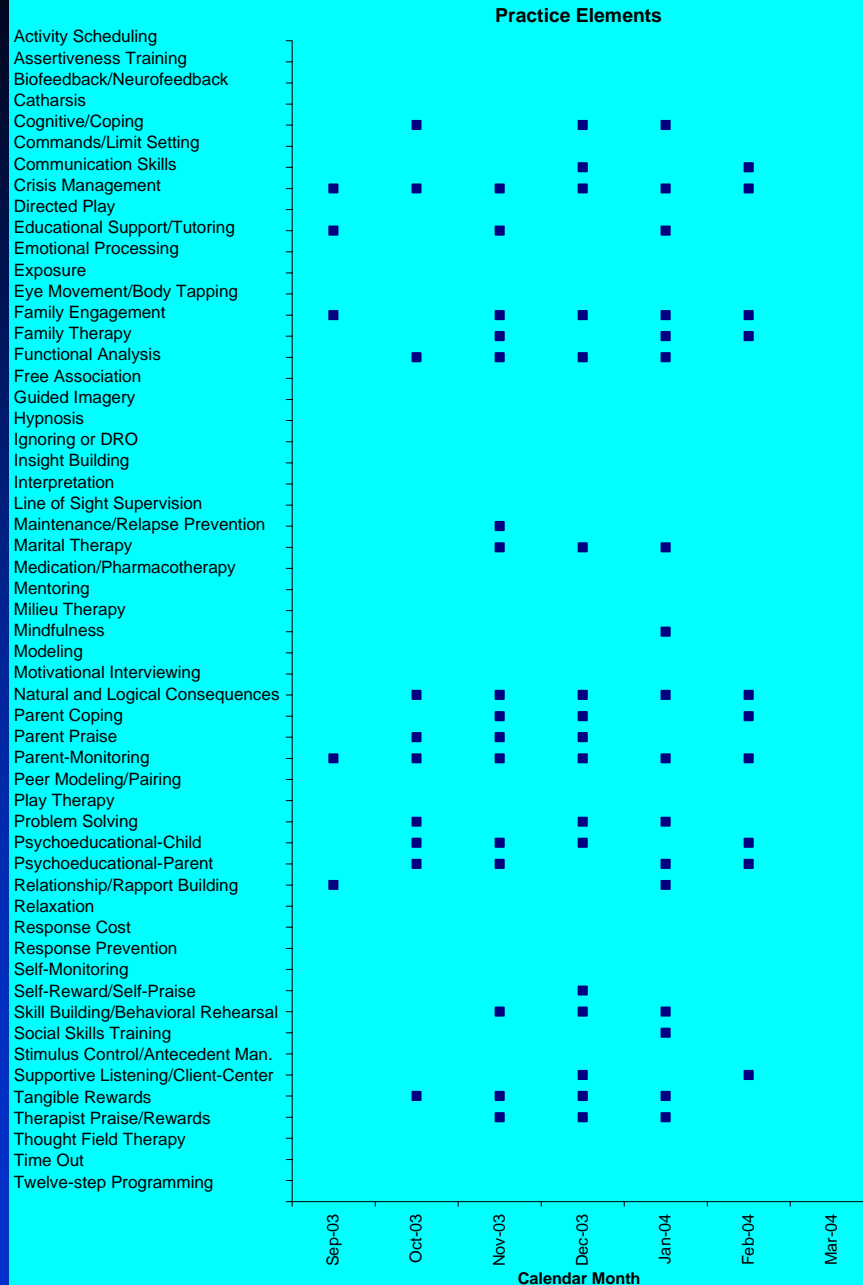 Practice Elements
Activity Scheduling
Assertiveness Training
Biofeedback/Neurofeedback
Catharsis
Cognitive/Coping
Commands/Limit Setting
Communication Skills
Crisis Management
Directed Play
Educational Support/Tutoring
Emotional Processing
Exposure
Eye Movement/Body Tapping
Family Engagement
Family Therapy
Functional Analysis
Free Association
Guided Imagery
Hypnosis
Ignoring or DRO
Insight Building
Interpretation
Line of Sight Supervision
Maintenance/Relapse Prevention
Marital Therapy
Medication/Pharmacotherapy
Mentoring
Milieu Therapy
Mindfulness
Modeling
Motivational Interviewing
Natural and Logical Consequences
Parent Coping
Parent Praise
Parent-Monitoring
Peer Modeling/Pairing
Play Therapy
Problem Solving
Psychoeducational-Child
Psychoeducational-Parent
Relationship/Rapport Building
Relaxation
Response Cost
Response Prevention
Self-Monitoring
Self-Reward/Self-Praise
Skill Building/Behavioral Rehearsal
Social Skills Training
Stimulus Control/Antecedent Man.
Supportive Listening/Client-Center
Tangible Rewards
Therapist Praise/Rewards
Thought Field Therapy
Time Out
Twelve-step Programming
Sep-03
Oct-03
Nov-03
Dec-03
Jan-04
Feb-04
Mar-04
Calendar Month